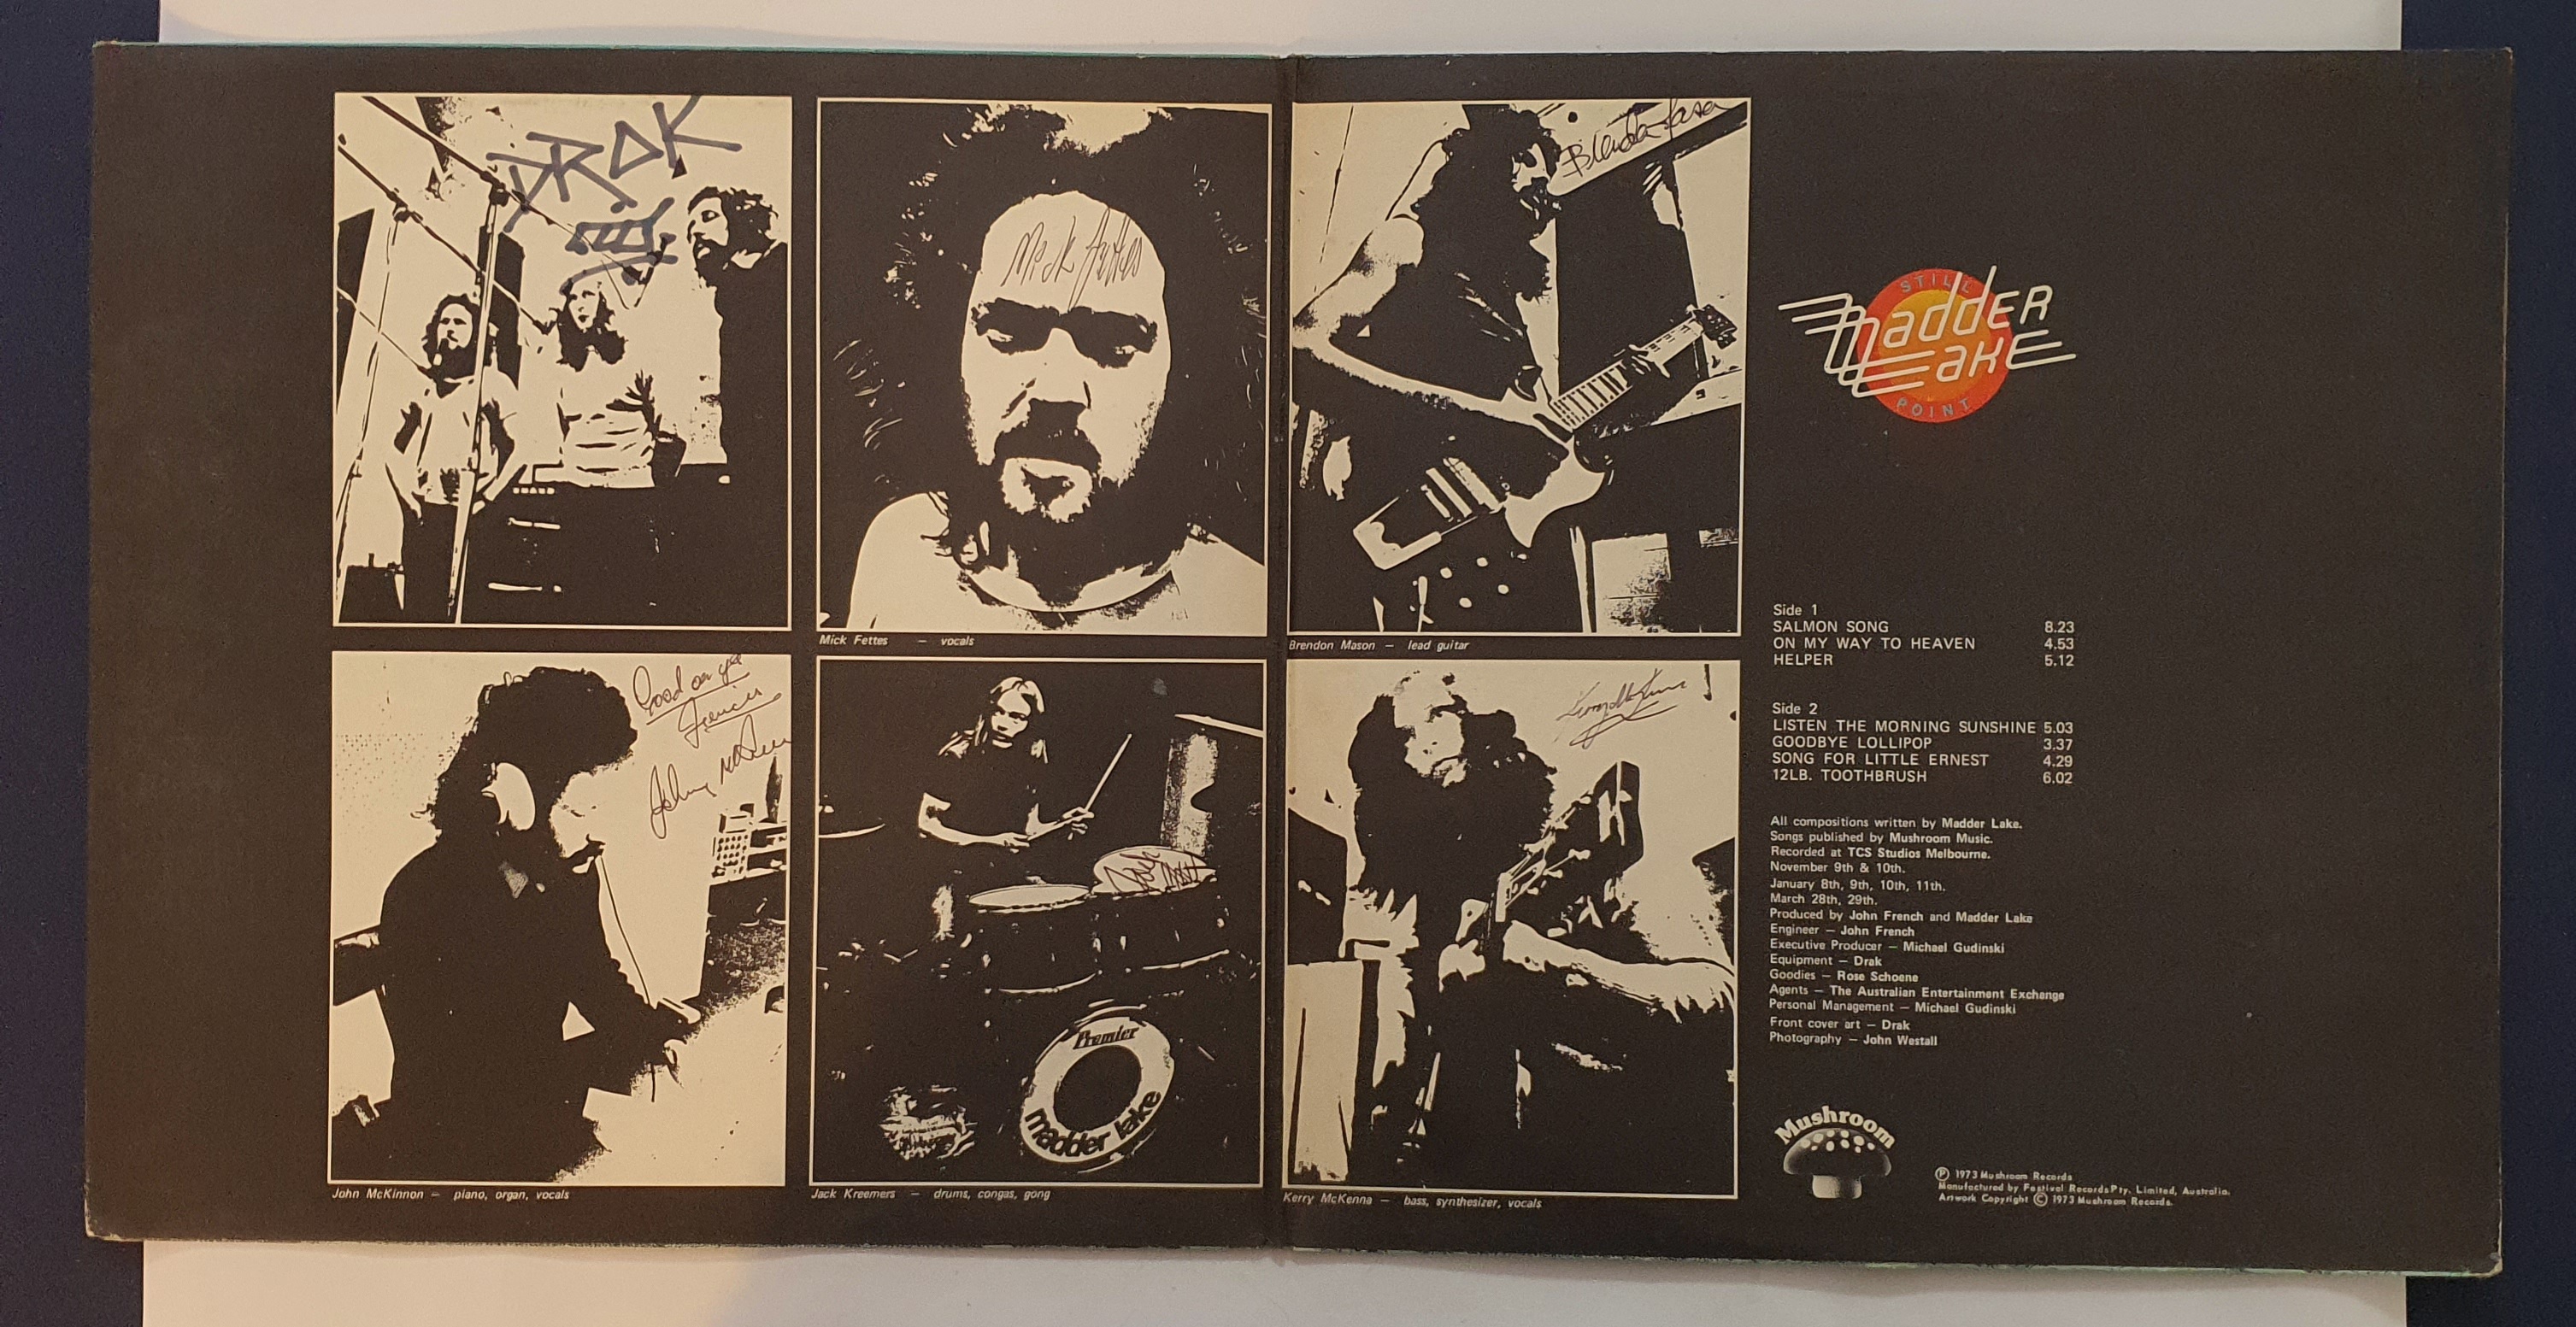 DRAK
Mick Fettes
Mick Fettes — vocals
Brendon Mason — lead guitar
Good on ya
Johnny
John McKinnon — piano, organ, vocals
Premier
madder lake
Jack Kreemers — drums, congas, gong
Kerry McKenna — bass, synthesizer, vocals
STILL
Madder
Lake
POINT
Side 1
SALMON SONG 8.23
ON MY WAY TO HEAVEN 4.53
HELPER 5.12
Side 2
LISTEN THE MORNING SUNSHINE 5.03
GOODBYE LOLLIPOP 3.37
SONG FOR LITTLE ERNEST 4.29
12LB. TOOTHBRUSH 6.02
All compositions written by Madder Lake.
Songs published by Mushroom Music.
Recorded at TCS Studios Melbourne.
November 9th & 10th.
January 8th, 9th, 10th, 11th.
March 28th, 29th.
Produced by John French and Madder Lake
Engineer — John French
Executive Producer — Michael Gudinski
Equipment — Drak
Goodies — Rose Schoene
Agents — The Australian Entertainment Exchange
Personal Management — Michael Gudinski
Front cover art — Drak
Photography — John Westall
Mushroom
℗ 1973 Mushroom Records
Manufactured by Festival Records Pty. Limited, Australia.
Artwork Copyright © 1973 Mushroom Records.